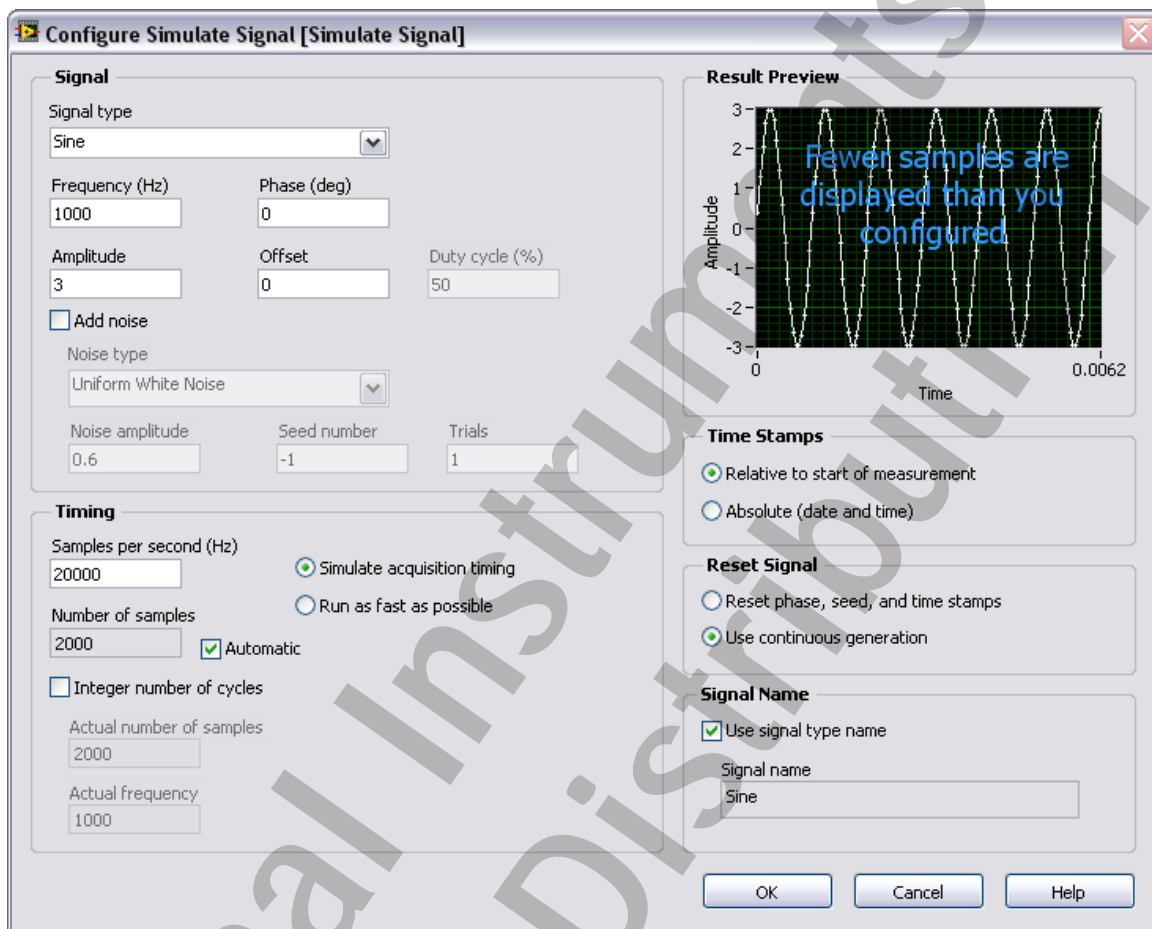 Configure Simulate Signal [Simulate Signal]
Signal
Signal type
Sine
Frequency (Hz) Phase (deg)
1000 0
Amplitude Offset Duty cycle (%)
3 0 50
Add noise
Noise type
Uniform White Noise
Noise amplitude Seed number Trials
0.6 -1 1
Timing
Samples per second (Hz)
20000
Simulate acquisition timing
Run as fast as possible
Number of samples
2000
Automatic
Integer number of cycles
Actual number of samples
2000
Actual frequency
1000
Result Preview
Fewer samples are
displayed than you
configured
Amplitude
3
2
1
0
-1
-2
-3
0 0.0062
Time
Time Stamps
Relative to start of measurement
Absolute (date and time)
Reset Signal
Reset phase, seed, and time stamps
Use continuous generation
Signal Name
Use signal type name
Signal name
Sine
OK Cancel Help